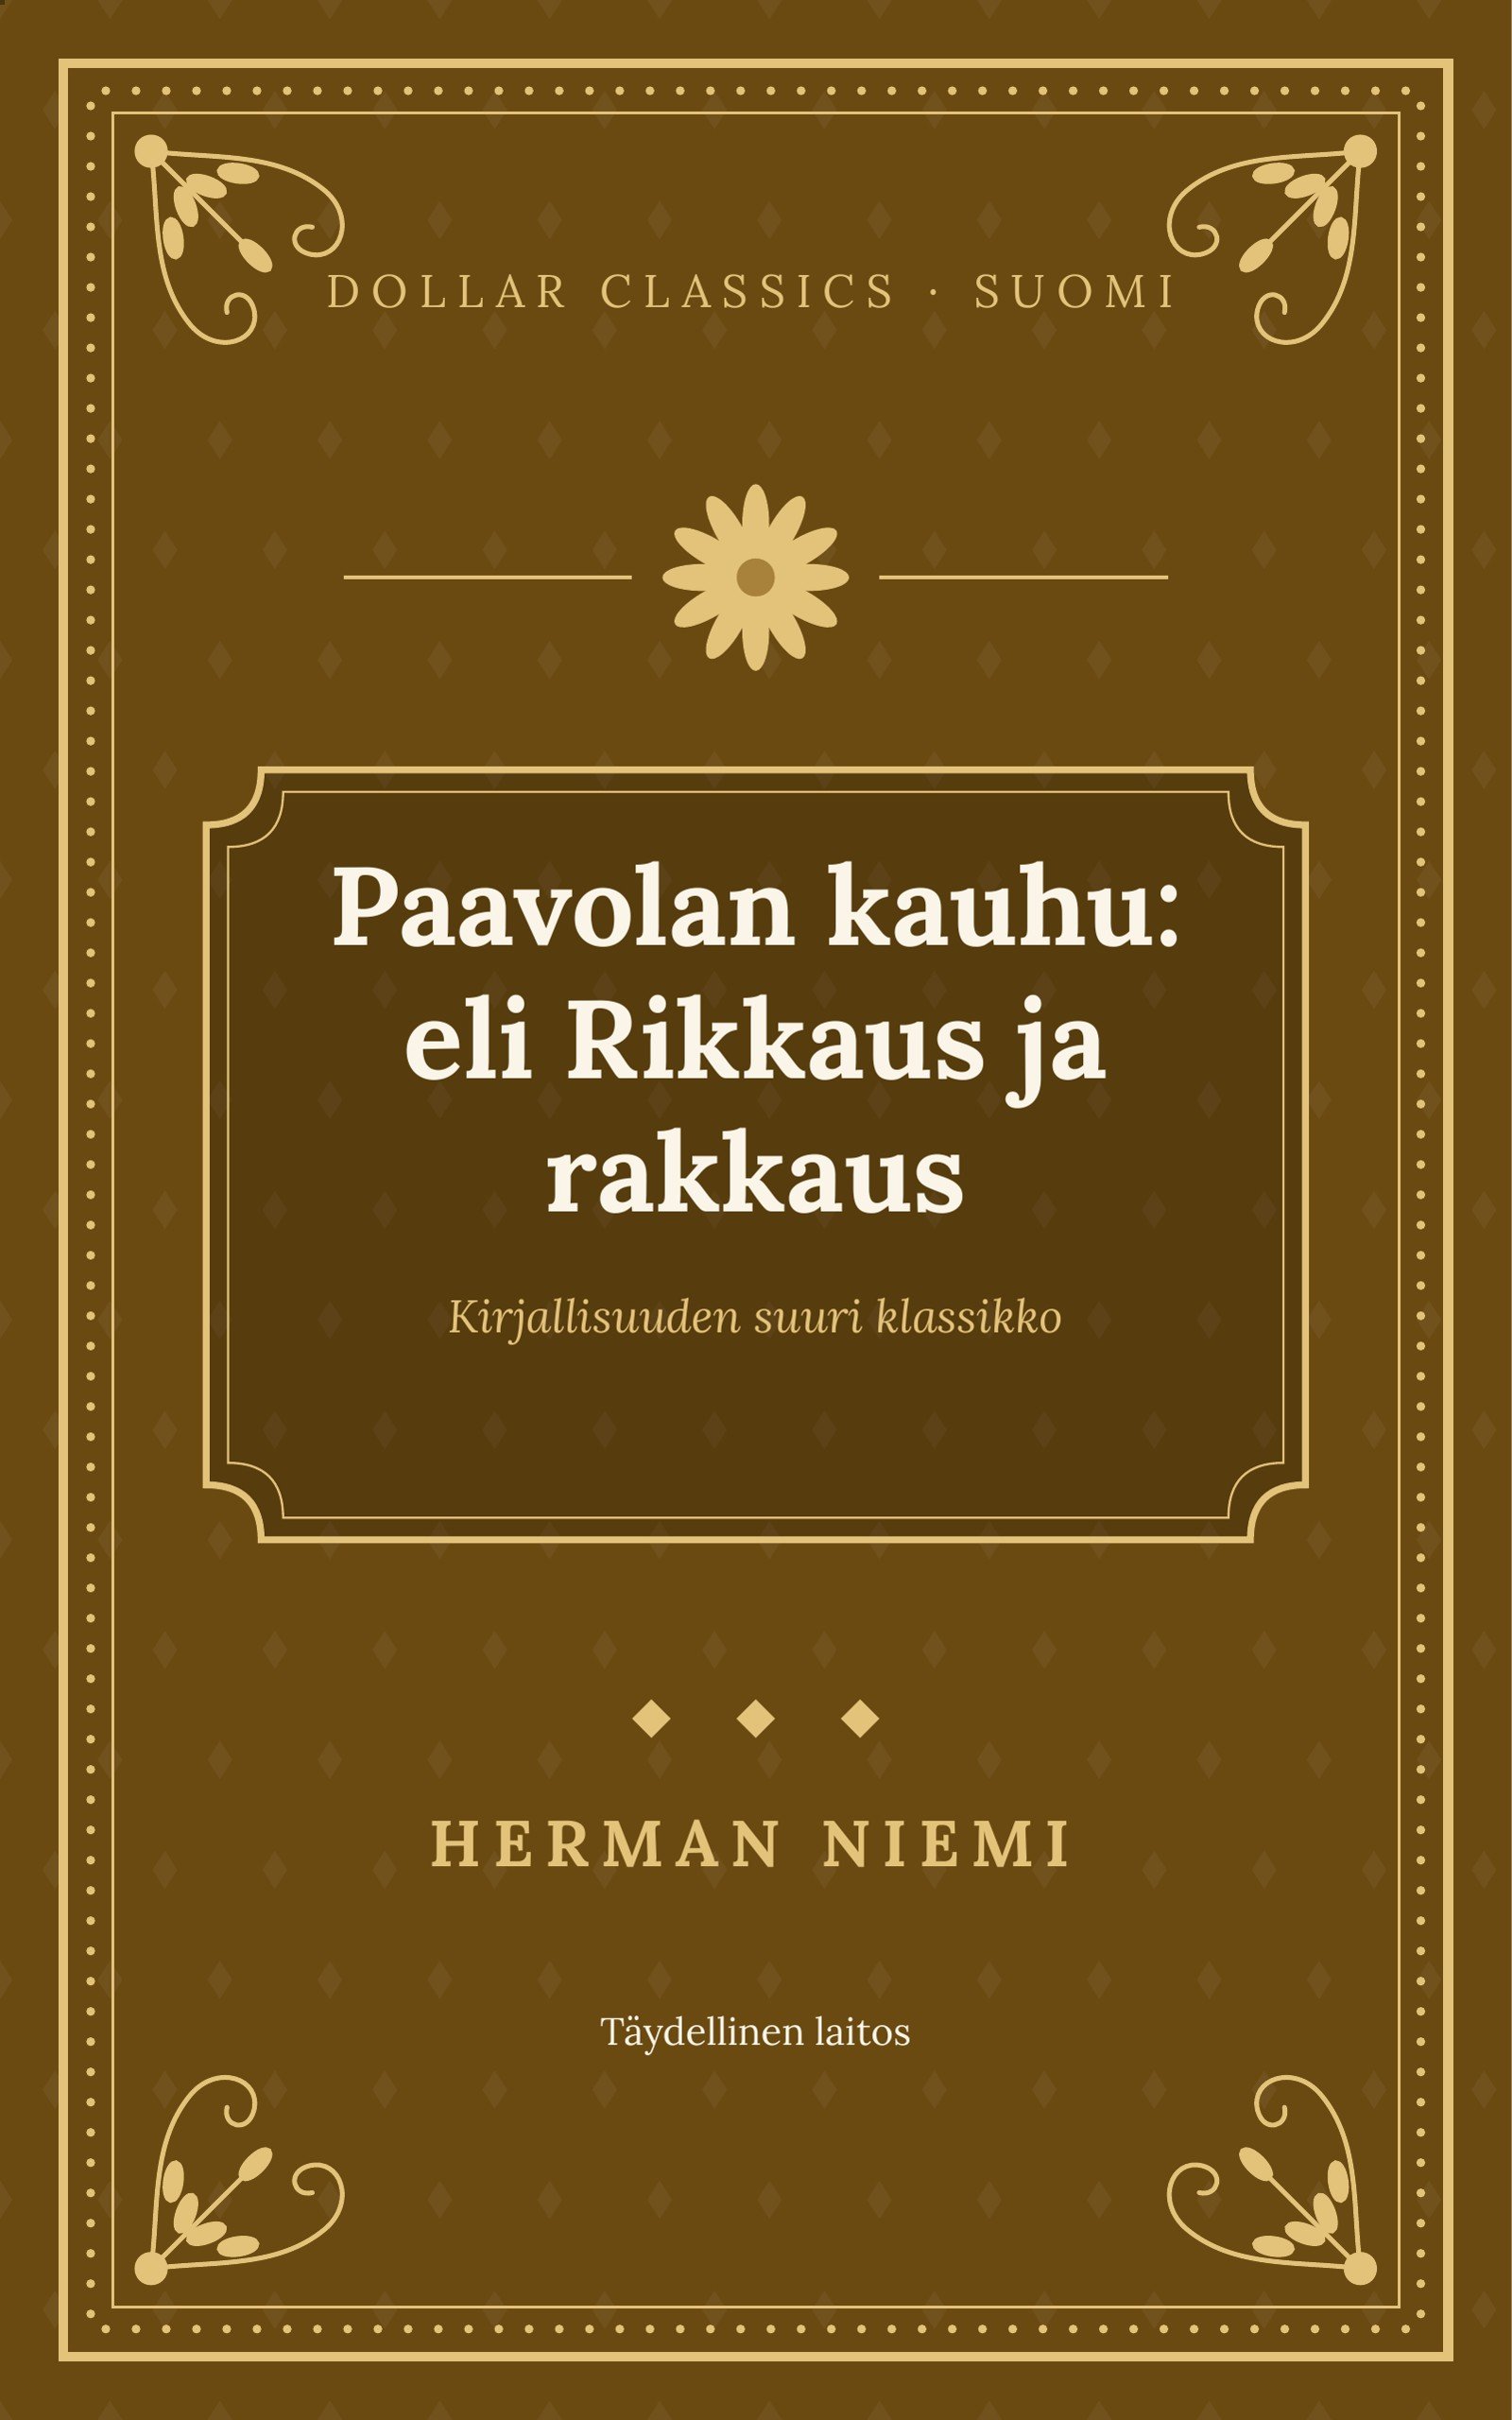 DOLLAR CLASSICS · SUOMI
Paavolan kauhu:
eli Rikkaus ja
rakkaus
Kirjallisuuden suuri klassikko
HERMAN NIEMI
Täydellinen laitos